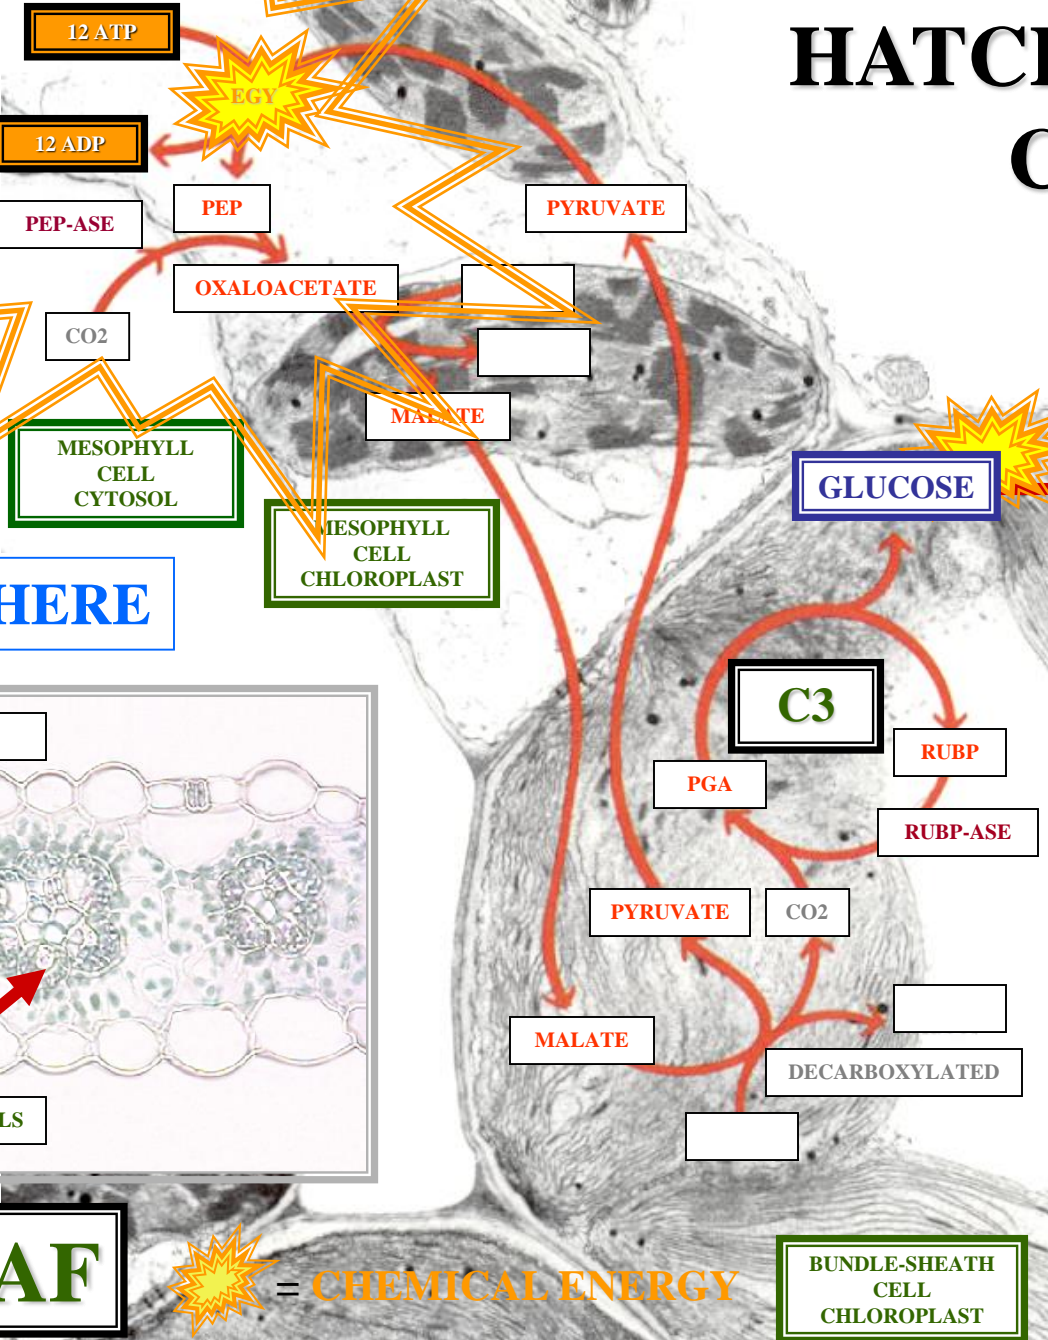 12 ATP
HATCH
EGY
12 ADP
PEP-ASE
PEP
PYRUVATE
OXALOACETATE
CO2
MALATE
MESOPHYLL
CELL
CYTOSOL
GLUCOSE
MESOPHYLL
CELL
CHLOROPLAST
HERE
C3
RUBP
PGA
RUBP-ASE
PYRUVATE
CO2
MALATE
DECARBOXYLATED
LS
AF
= CHEMICAL ENERGY
BUNDLE-SHEATH
CELL
CHLOROPLAST